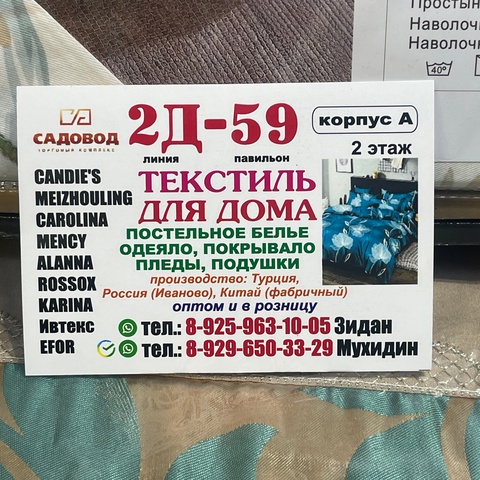 Простын
Наволочк
Наволочк
40°
САДОВОД
ТОРГОВЫЙ КОМПЛЕКС
2Д-59
линия павильон
корпус А
2 этаж
CANDIE'S
MEIZHOULING
CAROLINA
MENCY
ALANNA
ROSSOX
KARINA
Ивтекс
EFOR
ТЕКСТИЛЬ
ДЛЯ ДОМА
ПОСТЕЛЬНОЕ БЕЛЬЕ
ОДЕЯЛО, ПОКРЫВАЛО
ПЛЕДЫ, ПОДУШКИ
производство: Турция,
Россия (Иваново), Китай (фабричный)
оптом и в розницу
тел.: 8-925-963-10-05 Зидан
тел.: 8-929-650-33-29 Мухидин